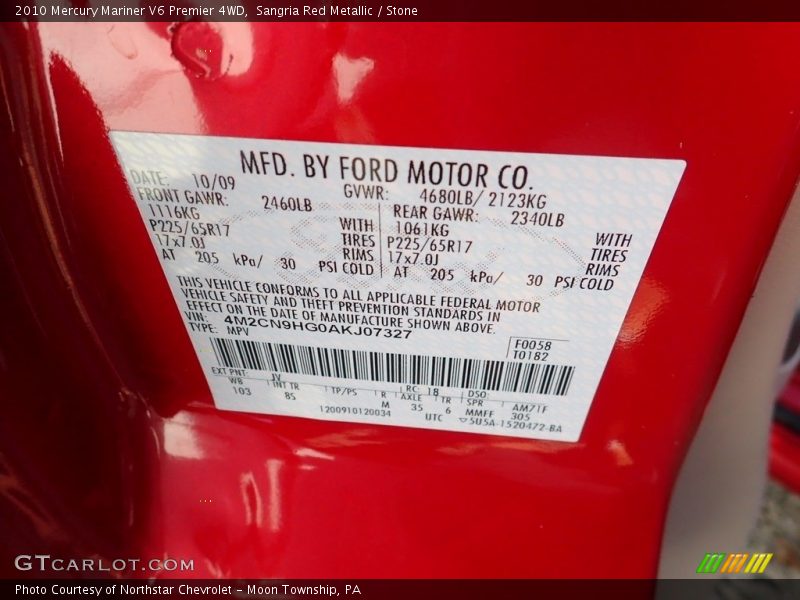 2010 Mercury Mariner V6 Premier 4WD, Sangria Red Metallic / Stone
MFD. BY FORD MOTOR CO.
DATE: 10/09 GVWR: 4680LB/ 2123KG
FRONT GAWR: 2460LB REAR GAWR: 2340LB
1116KG WITH 1061KG WITH
P225/65R17 TIRES P225/65R17 TIRES
17x7.0J RIMS 17x7.0J RIMS
AT 205 kPa/ 30 PSI COLD AT 205 kPa/ 30 PSI COLD
THIS VEHICLE CONFORMS TO ALL APPLICABLE FEDERAL MOTOR
VEHICLE SAFETY AND THEFT PREVENTION STANDARDS IN
EFFECT ON THE DATE OF MANUFACTURE SHOWN ABOVE.
VIN: 4M2CN9HG0AKJ07327
TYPE: MPV
F0058
T0182
EXT PNT: JV RC: 18 DSO:
WB INT TR TP/PS R AXLE TR SPR AM7TF
103 8S M 35 6 MMFF 305
1200910120034 UTC 5U5A-1520472-BA
GTCARLOT.COM
Photo Courtesy of Northstar Chevrolet – Moon Township, PA